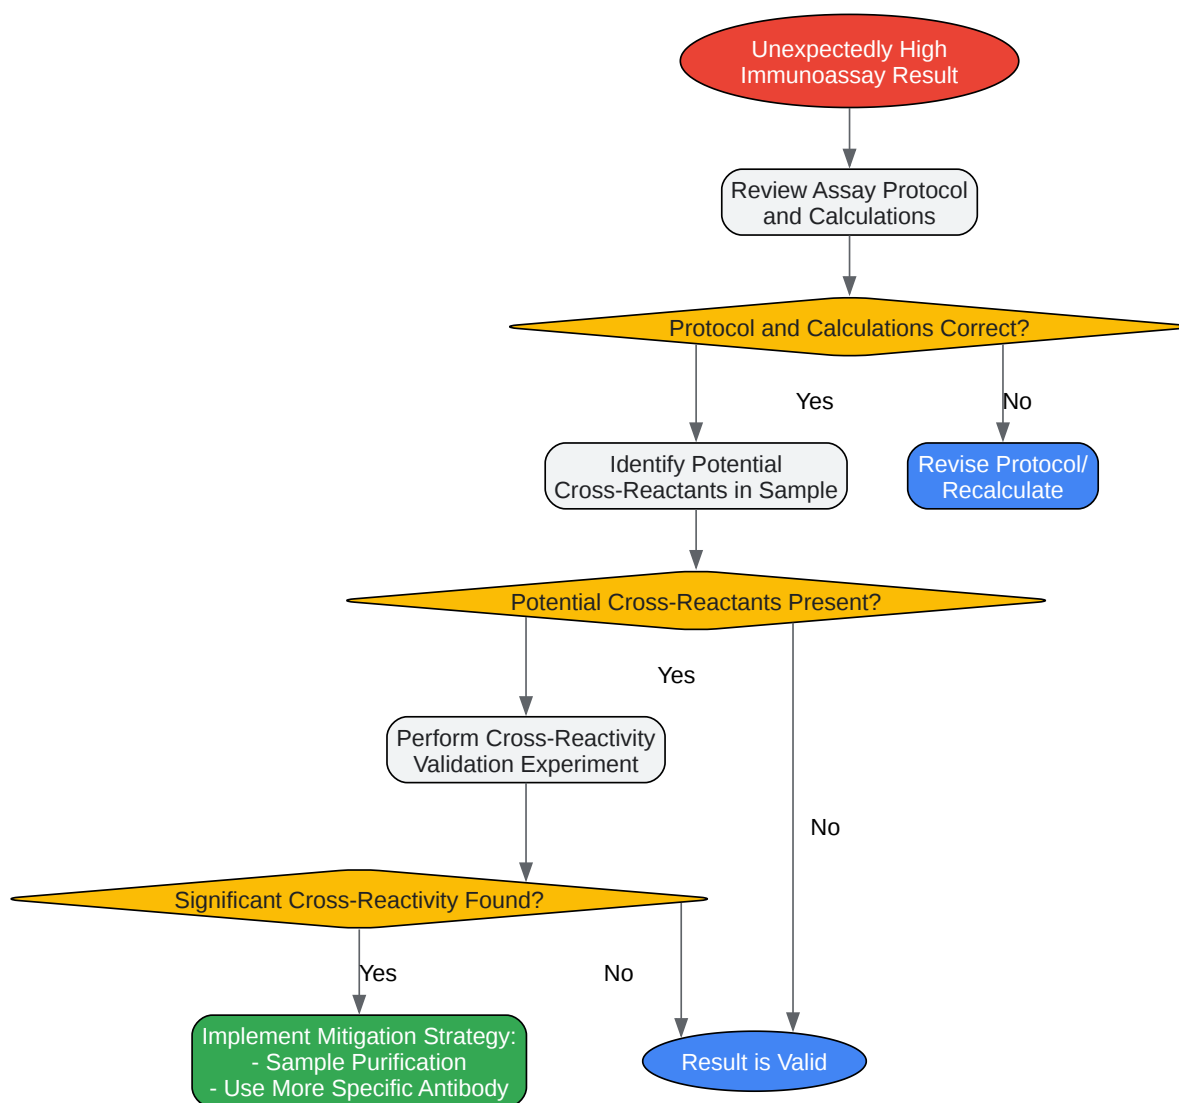 Unexpectedly High
Immunoassay Result
Review Assay Protocol
and Calculations
Protocol and Calculations Correct?
Yes
No
Identify Potential
Cross-Reactants in Sample
Revise Protocol/
Recalculate
Potential Cross-Reactants Present?
Yes
Perform Cross-Reactivity
Validation Experiment
No
Significant Cross-Reactivity Found?
Yes
No
Implement Mitigation Strategy:
- Sample Purification
- Use More Specific Antibody
Result is Valid